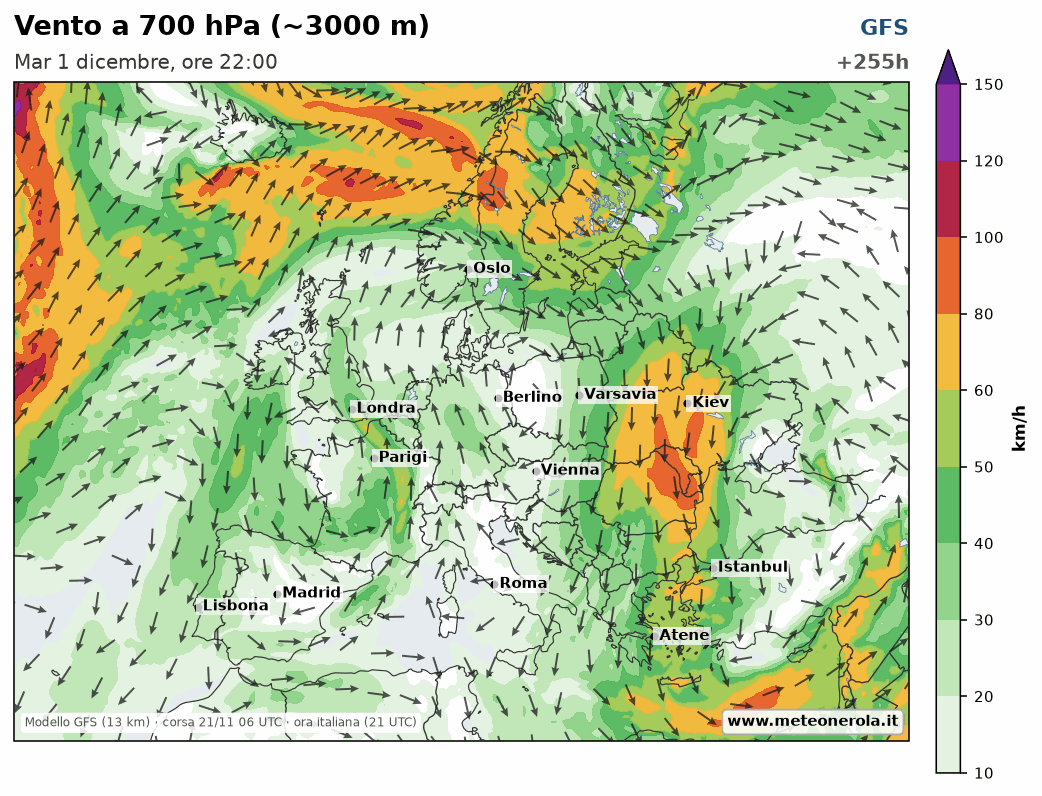 Vento a 700 hPa (~3000 m)
GFS
Mar 1 dicembre, ore 22:00
+255h
150
120
100
80
60
50
40
30
20
10
km/h
Oslo
Berlino
Varsavia
Kiev
Londra
Parigi
Vienna
Istanbul
Roma
Madrid
Lisbona
Atene
Modello GFS (13 km) · corsa 21/11 06 UTC · ora italiana (21 UTC)
www.meteonerola.it